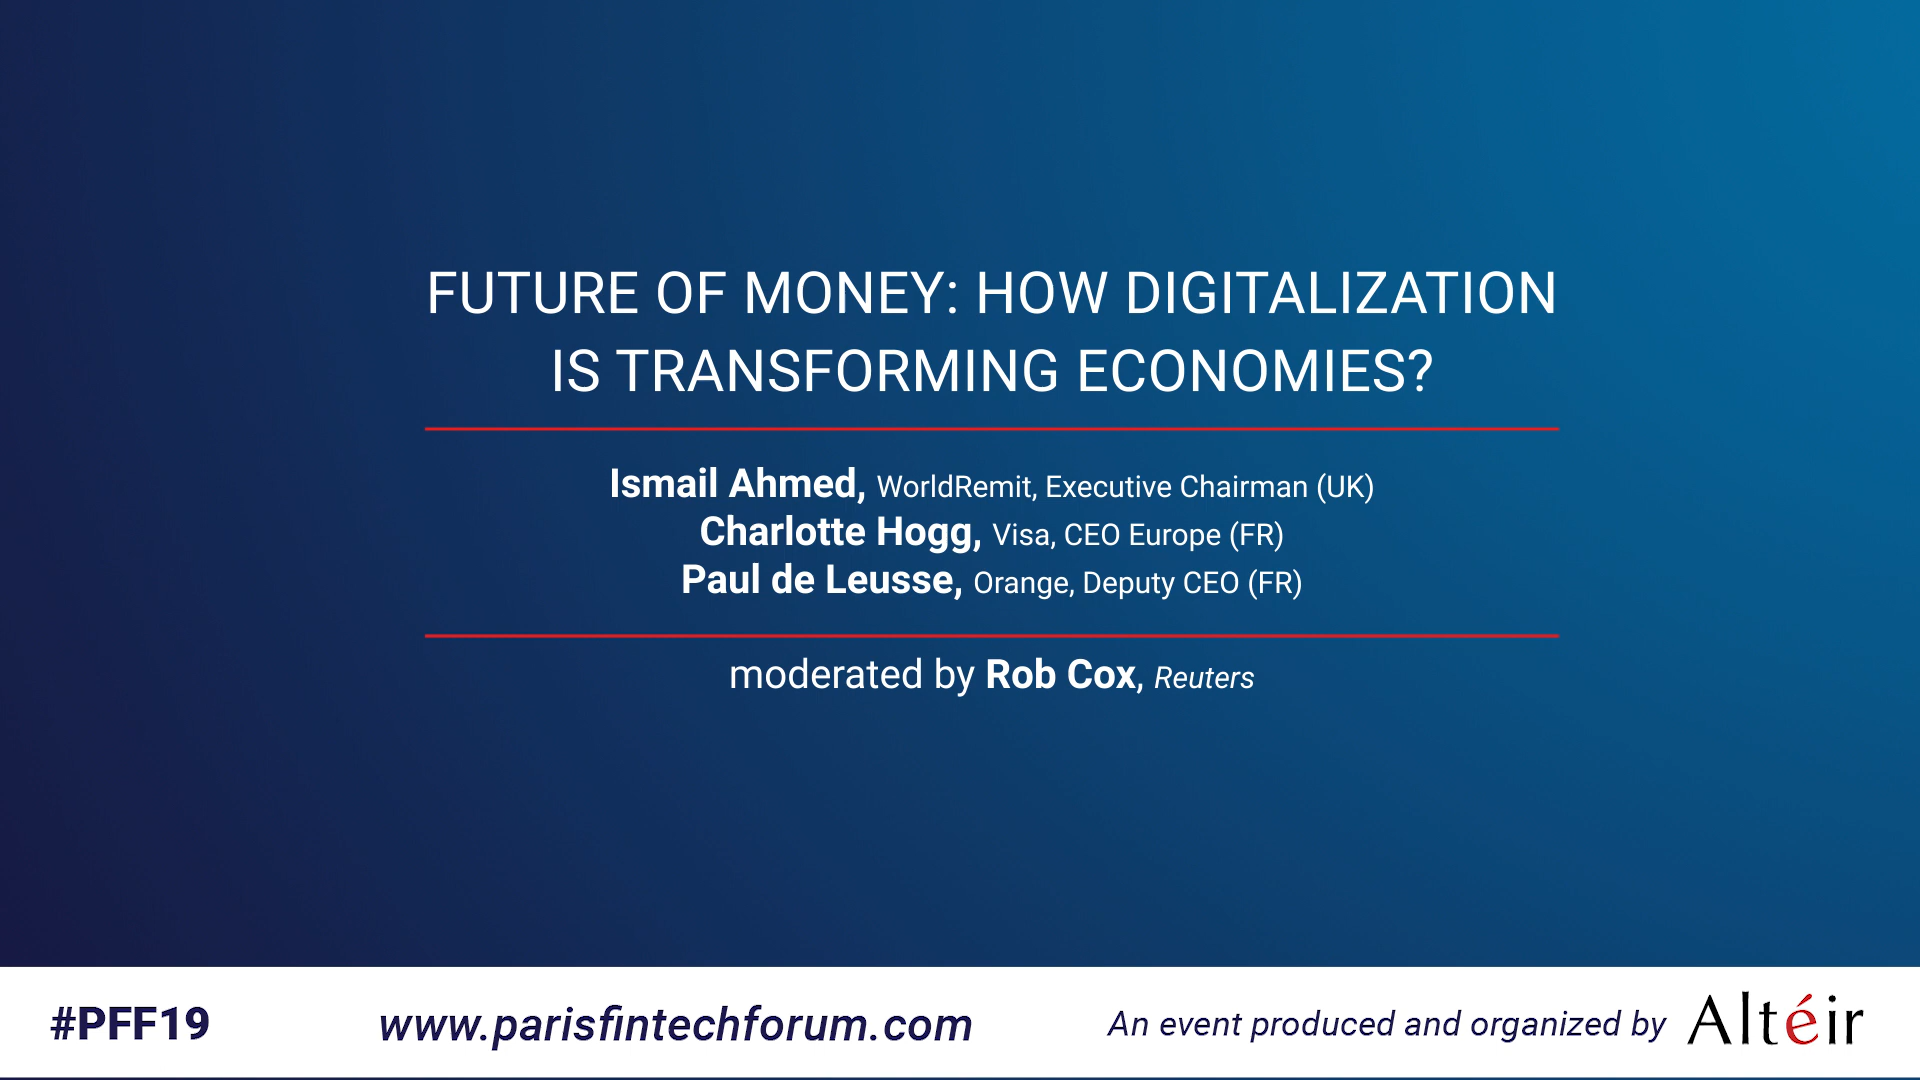 FUTURE OF MONEY: HOW DIGITALIZATION
IS TRANSFORMING ECONOMIES?
Ismail Ahmed, WorldRemit, Executive Chairman (UK)
Charlotte Hogg, Visa, CEO Europe (FR)
Paul de Leusse, Orange, Deputy CEO (FR)
moderated by Rob Cox, Reuters
#PFF19
www.parisfintechforum.com
An event produced and organized by Altéir